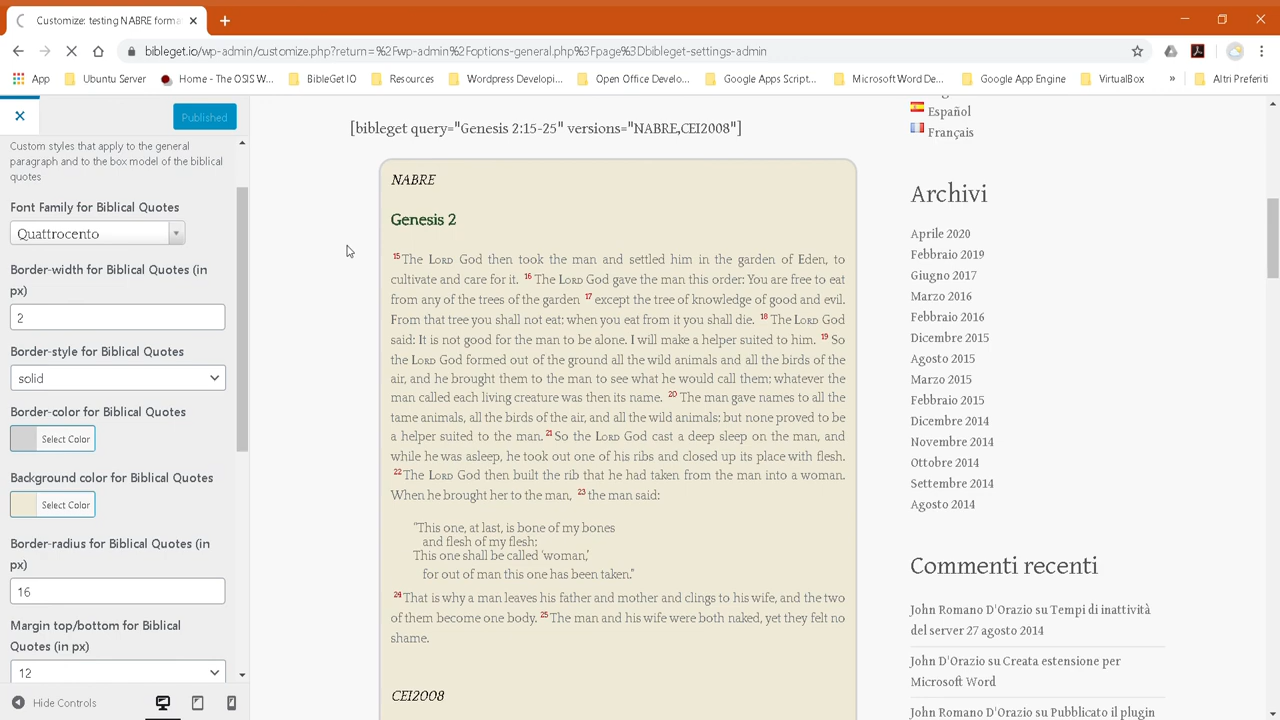 Customize: testing NABRE forma
bibleget.io/wp-admin/customize.php?return=%2Fwp-admin%2Foptions-general.php%3Fpage%3Dbibleget-settings-admin
App
Ubuntu Server
Home - The OSIS W...
BibleGet IO
Resources
Wordpress Developi...
Open Office Develo...
Google Apps Script...
Microsoft Word De...
Google App Engine
VirtualBox
»
Altri Preferiti
Published
Custom styles that apply to the general
paragraph and to the box model of the biblical
quotes
Font Family for Biblical Quotes
Quattrocento
Border-width for Biblical Quotes (in
px)
2
Border-style for Biblical Quotes
solid
Border-color for Biblical Quotes
Select Color
Background color for Biblical Quotes
Select Color
Border-radius for Biblical Quotes (in
px)
16
Margin top/bottom for Biblical
Quotes (in px)
12
Hide Controls
[bibleget query="Genesis 2:15-25" versions="NABRE,CEI2008"]
NABRE
Genesis 2
15The LORD God then took the man and settled him in the garden of Eden, to
cultivate and care for it. 16 The LORD God gave the man this order: You are free to eat
from any of the trees of the garden 17 except the tree of knowledge of good and evil.
From that tree you shall not eat; when you eat from it you shall die. 18 The LORD God
said: It is not good for the man to be alone. I will make a helper suited to him. 19 So
the LORD God formed out of the ground all the wild animals and all the birds of the
air, and he brought them to the man to see what he would call them; whatever the
man called each living creature was then its name. 20 The man gave names to all the
tame animals, all the birds of the air, and all the wild animals; but none proved to be
a helper suited to the man. 21 So the LORD God cast a deep sleep on the man, and
while he was asleep, he took out one of his ribs and closed up its place with flesh.
22 The LORD God then built the rib that he had taken from the man into a woman.
When he brought her to the man, 23 the man said:
"This one, at last, is bone of my bones
and flesh of my flesh;
This one shall be called 'woman,'
for out of man this one has been taken."
24 That is why a man leaves his father and mother and clings to his wife, and the two
of them become one body. 25 The man and his wife were both naked, yet they felt no
shame.
CEI2008
Español
Français
Archivi
Aprile 2020
Febbraio 2019
Giugno 2017
Marzo 2016
Febbraio 2016
Dicembre 2015
Agosto 2015
Marzo 2015
Febbraio 2015
Dicembre 2014
Novembre 2014
Ottobre 2014
Settembre 2014
Agosto 2014
Commenti recenti
John Romano D'Orazio su Tempi di inattività
del server 27 agosto 2014
John D'Orazio su Creata estensione per
Microsoft Word
John Romano D'Orazio su Pubblicato il plugin